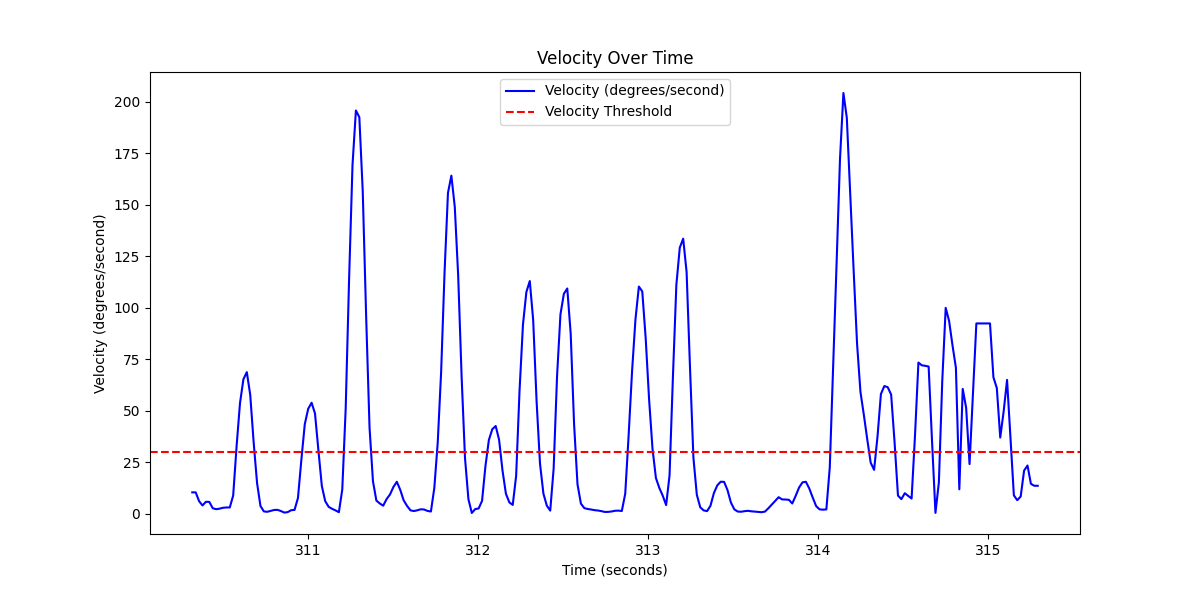 Velocity Over Time
Velocity (degrees/second)
Velocity Threshold
200
175
150
125
100
75
50
25
0
Velocity (degrees/second)
311
312
313
314
315
Time (seconds)